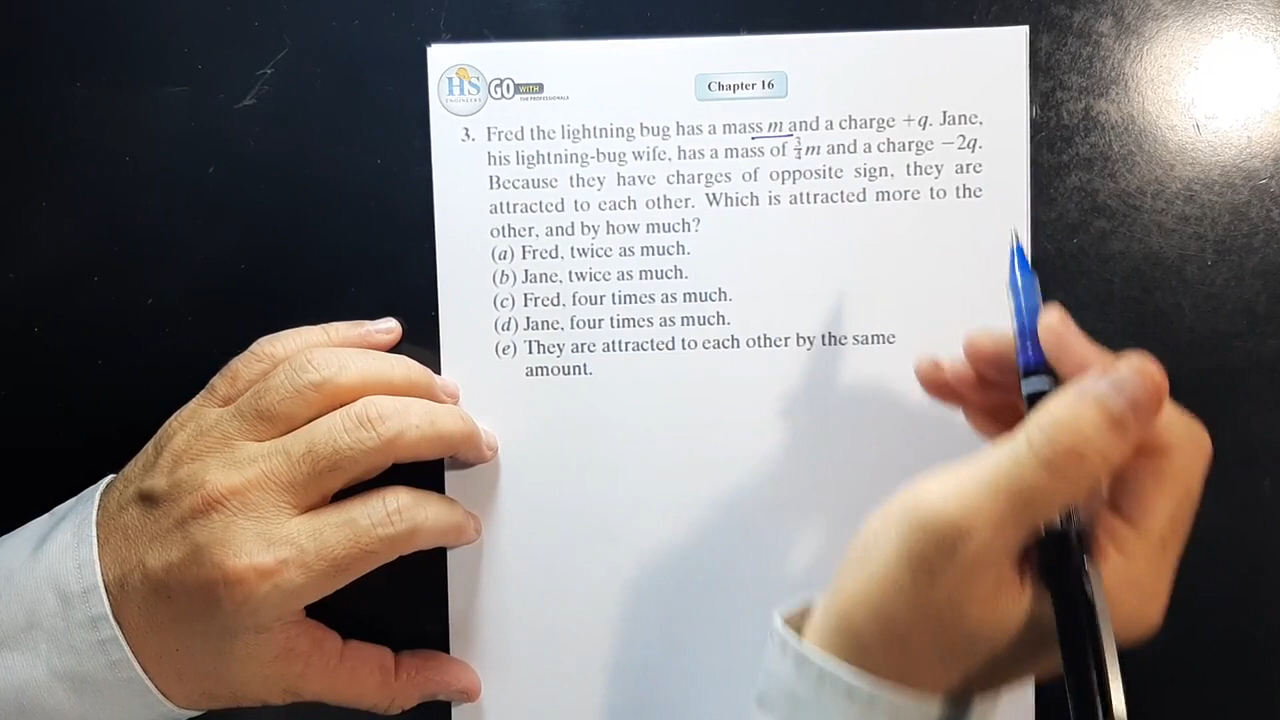 HS
ENGINEERS
GO WITH
THE PROFESSIONALS
Chapter 16
3. Fred the lightning bug has a mass m and a charge +q. Jane,
his lightning-bug wife, has a mass of ¾m and a charge −2q.
Because they have charges of opposite sign, they are
attracted to each other. Which is attracted more to the
other, and by how much?
(a) Fred, twice as much.
(b) Jane, twice as much.
(c) Fred, four times as much.
(d) Jane, four times as much.
(e) They are attracted to each other by the same
amount.